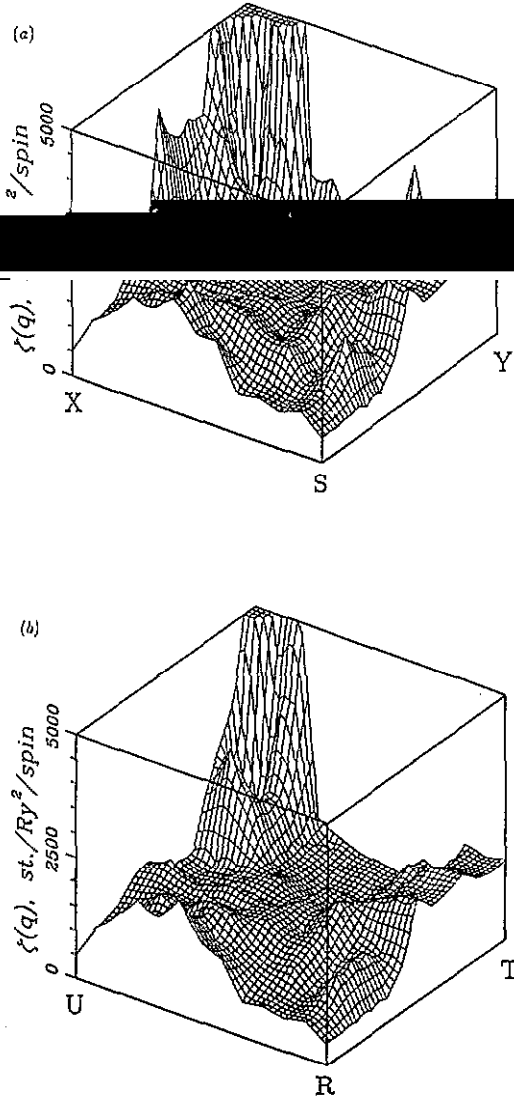 (a)
5000
²/spin
ζ(q),
0
X
S
Y
(b)
5000
2500
0
ζ(q), st./Ry²/spin
U
R
T